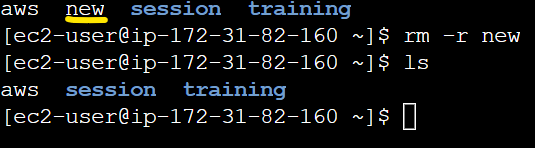 aws  new  session  training
[ec2-user@ip-172-31-82-160 ~]$ rm -r new
[ec2-user@ip-172-31-82-160 ~]$ ls
aws  session  training
[ec2-user@ip-172-31-82-160 ~]$